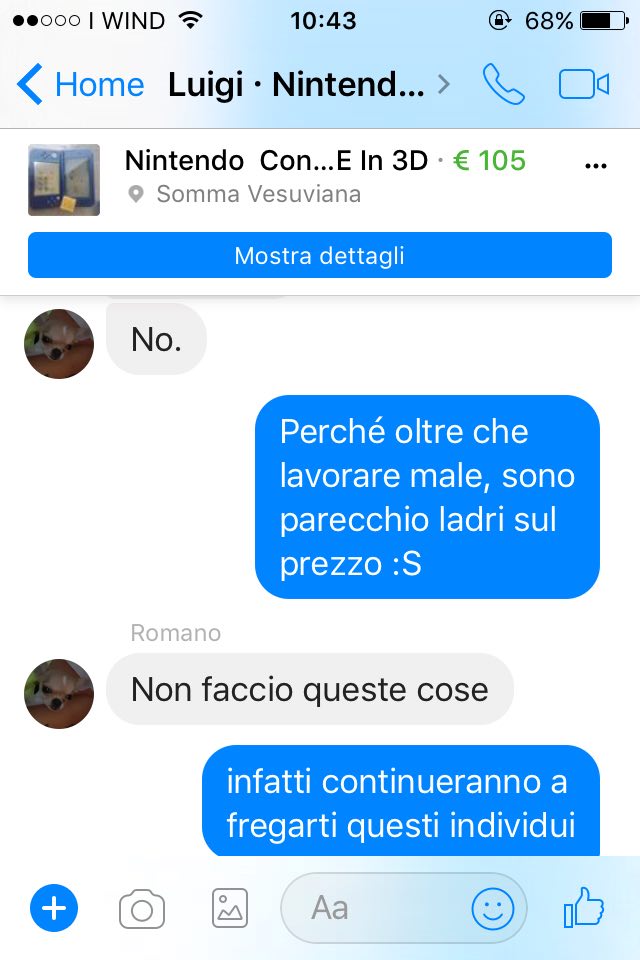 I WIND 10:43 68%
Home Luigi · Nintend...
Nintendo Con...E In 3D · € 105
Somma Vesuviana
Mostra dettagli
No.
Perché oltre che
lavorare male, sono
parecchio ladri sul
prezzo :S
Romano
Non faccio queste cose
infatti continueranno a
fregarti questi individui
Aa